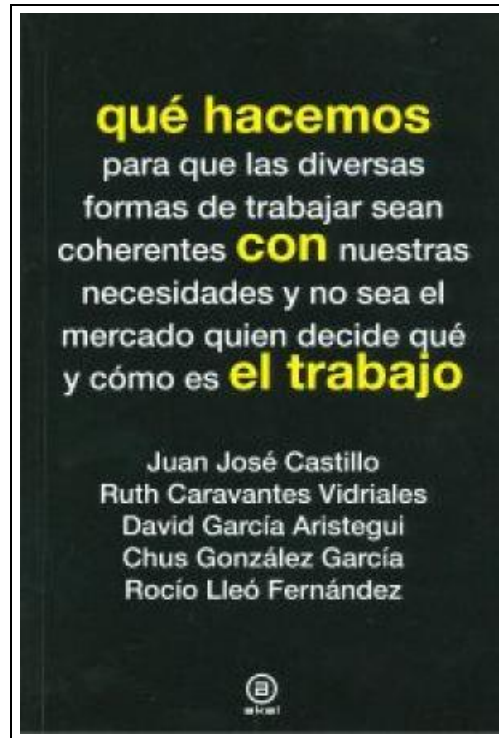 qué hacemos
para que las diversas
formas de trabajar sean
coherentes con nuestras
necesidades y no sea el
mercado quien decide qué
y cómo es el trabajo
Juan José Castillo
Ruth Caravantes Vidriales
David García Aristegui
Chus González García
Rocío Lleó Fernández
a
akal